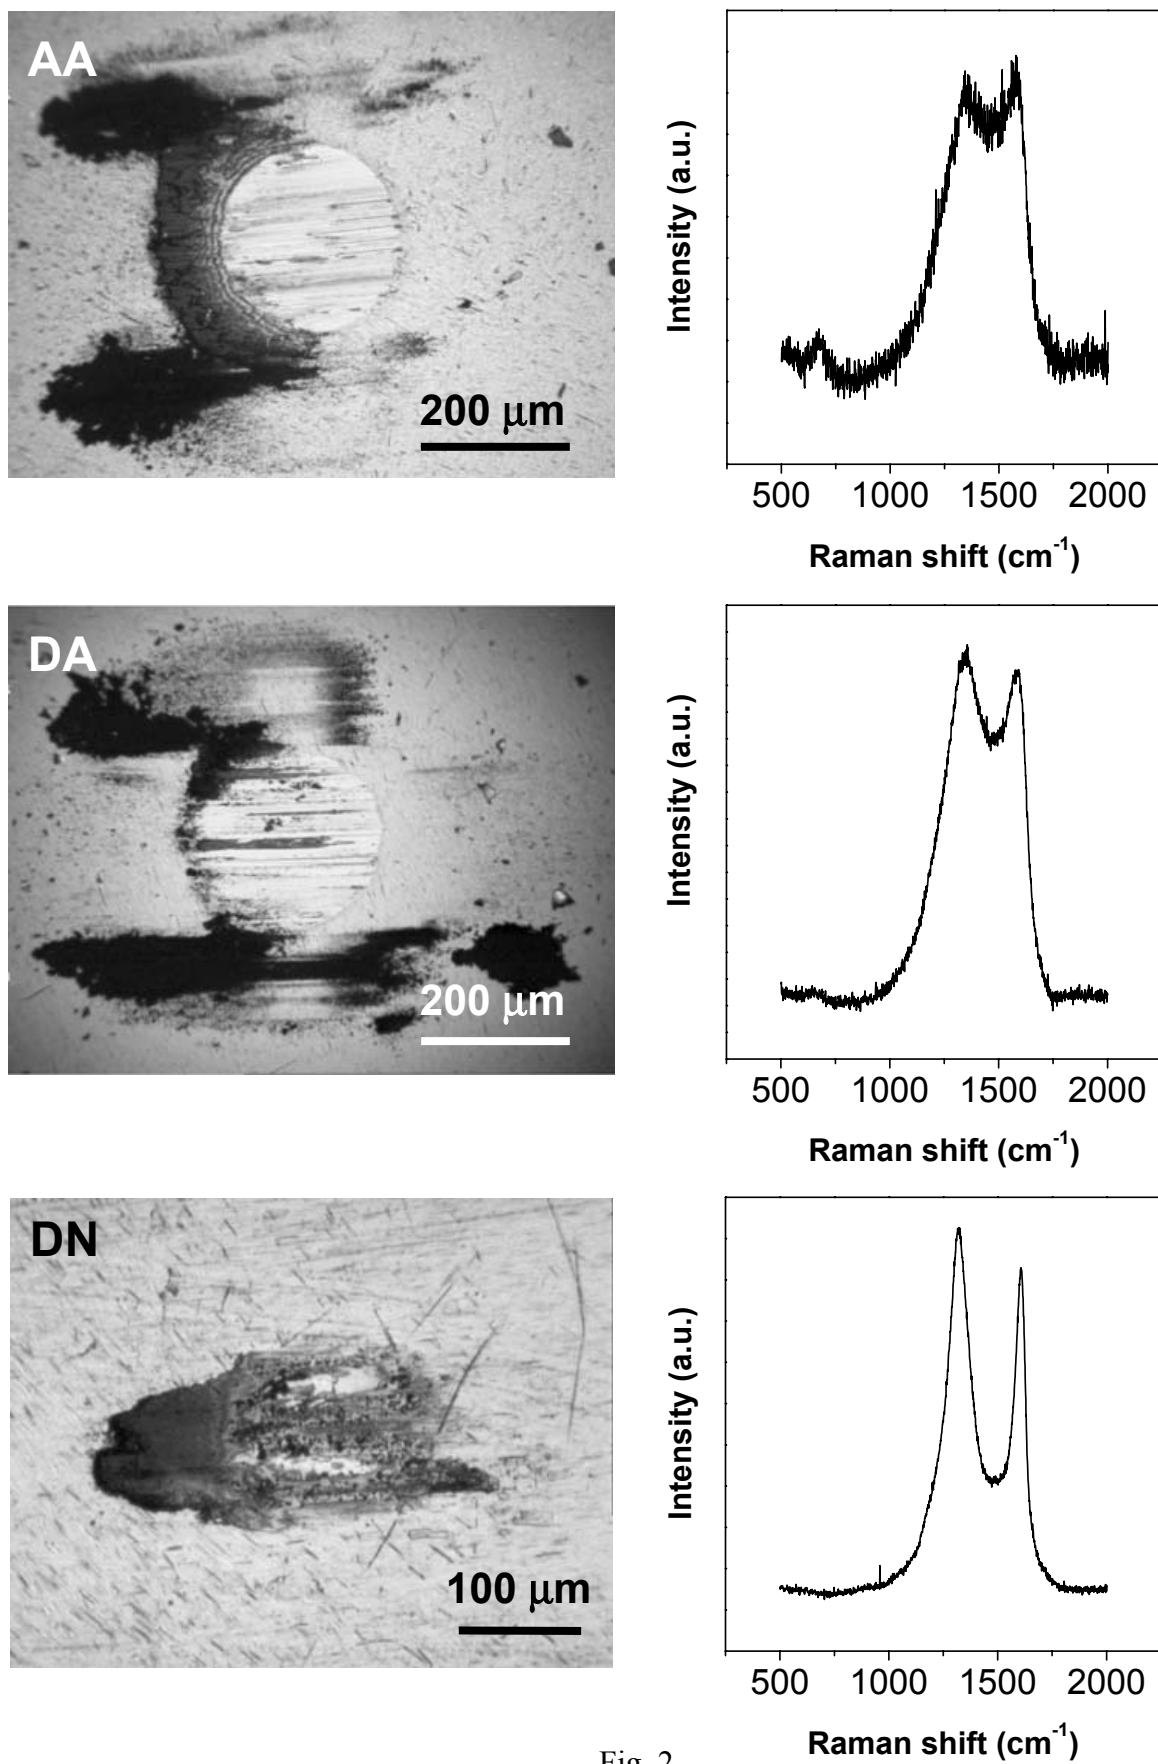 AA
200 μm
Intensity (a.u.)
500 1000 1500 2000
Raman shift (cm-1)
DA
200 μm
Intensity (a.u.)
500 1000 1500 2000
Raman shift (cm-1)
DN
100 μm
Intensity (a.u.)
500 1000 1500 2000
Raman shift (cm-1)
Fig. 2